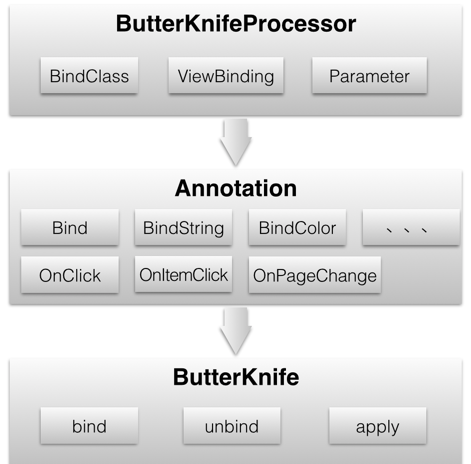 ButterKnifeProcessor
BindClass ViewBinding Parameter
Annotation
Bind BindString BindColor 、、、
OnClick OnItemClick OnPageChange
ButterKnife
bind unbind apply